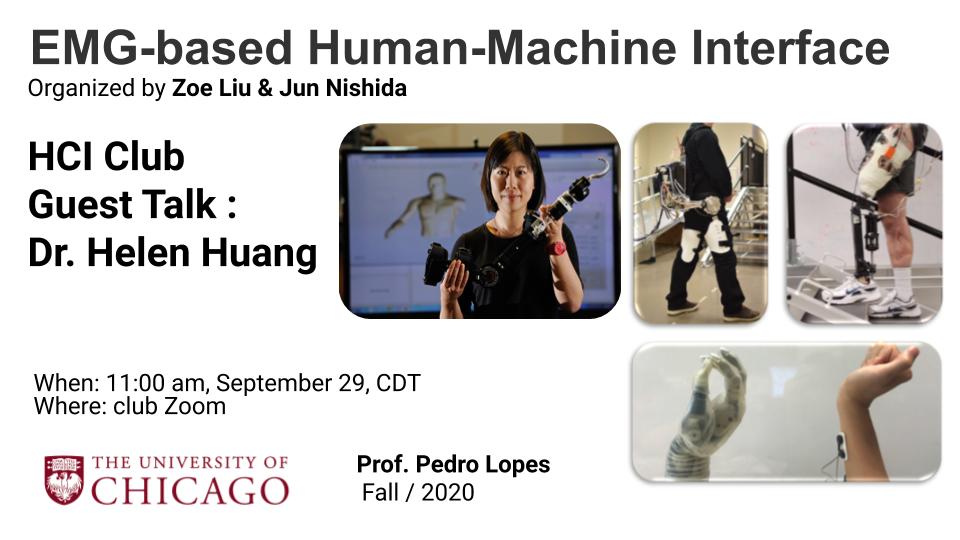 EMG-based Human-Machine Interface
Organized by Zoe Liu & Jun Nishida
HCI Club
Guest Talk :
Dr. Helen Huang
When: 11:00 am, September 29, CDT
Where: club Zoom
THE UNIVERSITY OF
CHICAGO
Prof. Pedro Lopes
Fall / 2020